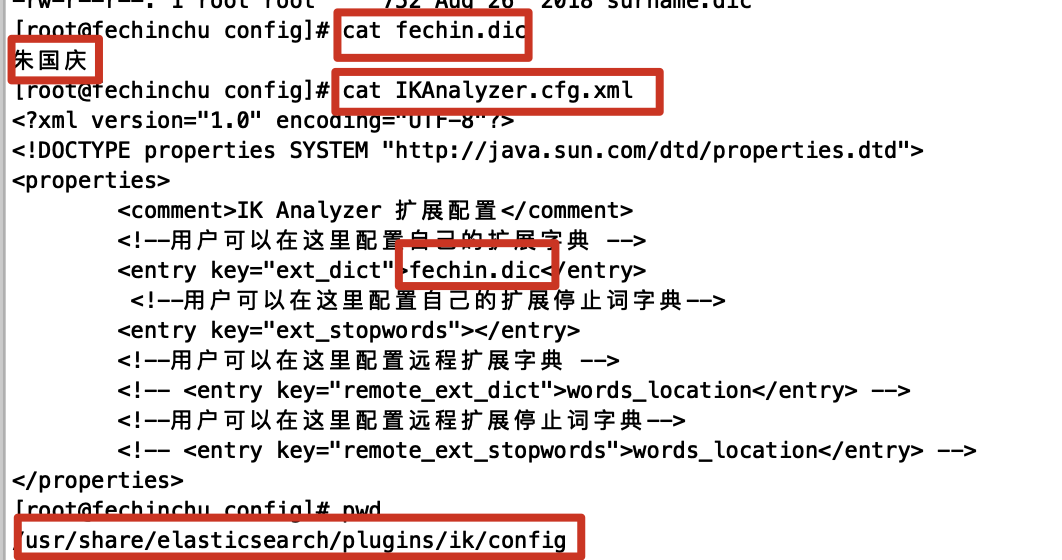 -rw-r--r--. 1 root root    752 Aug 26  2018 surname.dic
[root@fechinchu config]# cat fechin.dic
朱国庆
[root@fechinchu config]# cat IKAnalyzer.cfg.xml
<?xml version="1.0" encoding="UTF-8"?>
<!DOCTYPE properties SYSTEM "http://java.sun.com/dtd/properties.dtd">
<properties>
        <comment>IK Analyzer 扩展配置</comment>
        <!--用户可以在这里配置自己的扩展字典 -->
        <entry key="ext_dict">fechin.dic</entry>
         <!--用户可以在这里配置自己的扩展停止词字典-->
        <entry key="ext_stopwords"></entry>
        <!--用户可以在这里配置远程扩展字典 -->
        <!-- <entry key="remote_ext_dict">words_location</entry> -->
        <!--用户可以在这里配置远程扩展停止词字典-->
        <!-- <entry key="remote_ext_stopwords">words_location</entry> -->
</properties>
[root@fechinchu config]# pwd
/usr/share/elasticsearch/plugins/ik/config